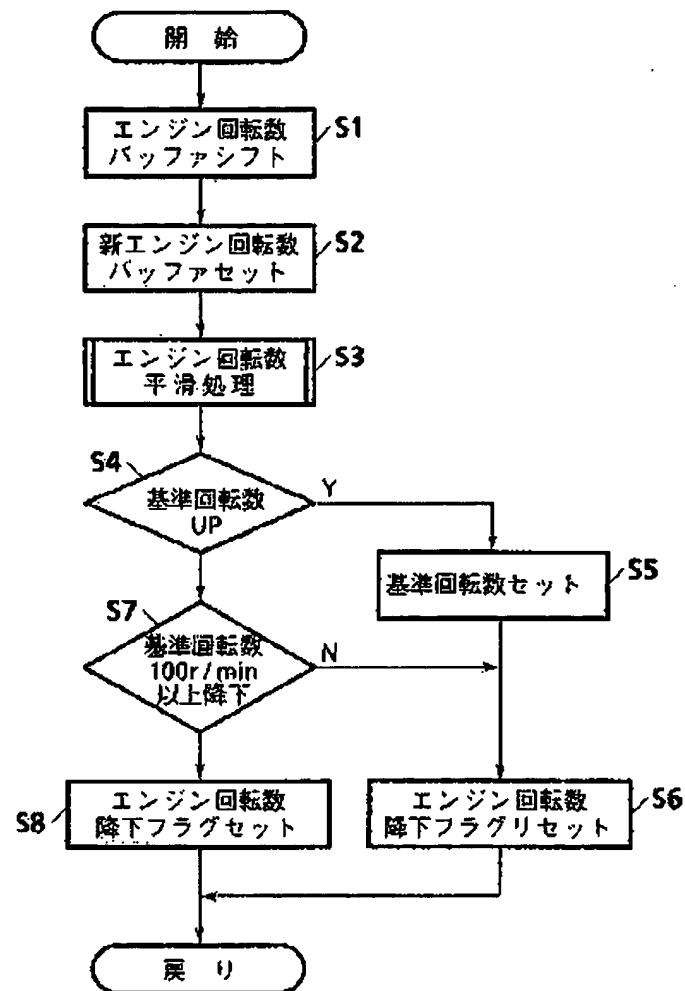 開始
エンジン回転数
バッファシフト
S1
新エンジン回転数
バッファセット
S2
エンジン回転数
平滑処理
S3
S4
基準回転数
UP
Y
基準回転数セット
S5
S7
基準回転数
100r/min
以上降下
N
S8
エンジン回転数
降下フラグセット
エンジン回転数
降下フラグリセット
S6
戻り